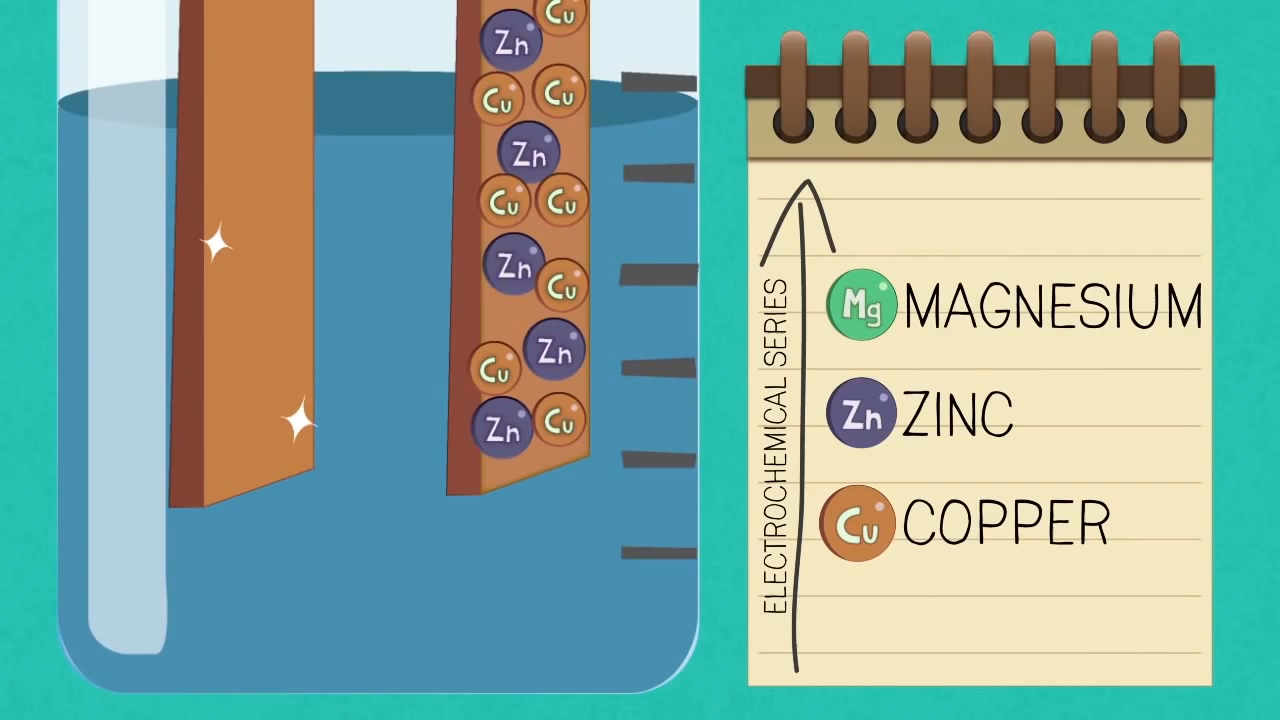 Cu
Zn
Cu Cu
Zn
Cu Cu
Zn
Cu
Zn
Cu
Cu
Zn
ELECTROCHEMICAL SERIES
Mg MAGNESIUM
Zn ZINC
Cu COPPER